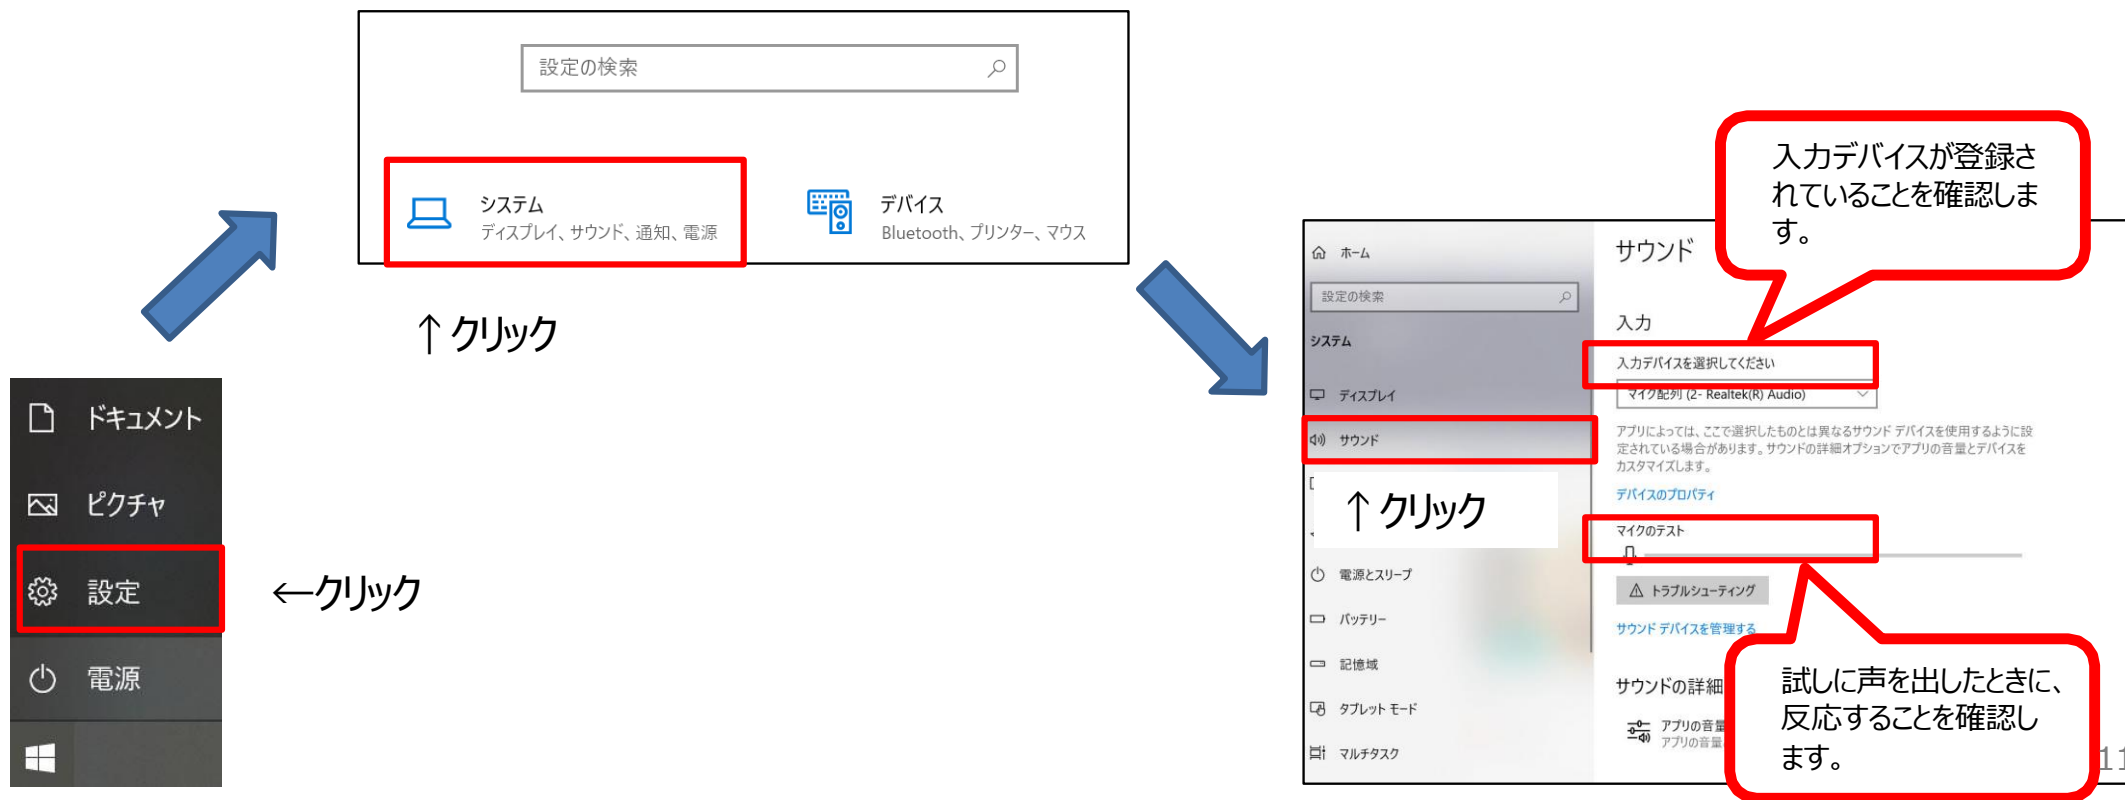 設定の検索
システム
ディスプレイ、サウンド、通知、電源
デバイス
Bluetooth、プリンター、マウス
↑クリック
ドキュメント
ピクチャ
設定
←クリック
電源
ホーム
設定の検索
システム
ディスプレイ
サウンド
↑クリック
電源とスリープ
バッテリー
記憶域
タブレット モード
マルチタスク
サウンド
入力デバイスが登録さ
れていることを確認しま
す。
入力
入力デバイスを選択してください
マイク配列 (2- Realtek(R) Audio)
アプリによっては、ここで選択したものとは異なるサウンド デバイスを使用するように設
定されている場合があります。サウンドの詳細オプションでアプリの音量とデバイスを
カスタマイズします。
デバイスのプロパティ
マイクのテスト
トラブルシューティング
サウンド デバイスを管理する
サウンドの詳細
アプリの音量
アプリの音量
試しに声を出したときに、
反応することを確認し
ます。
11